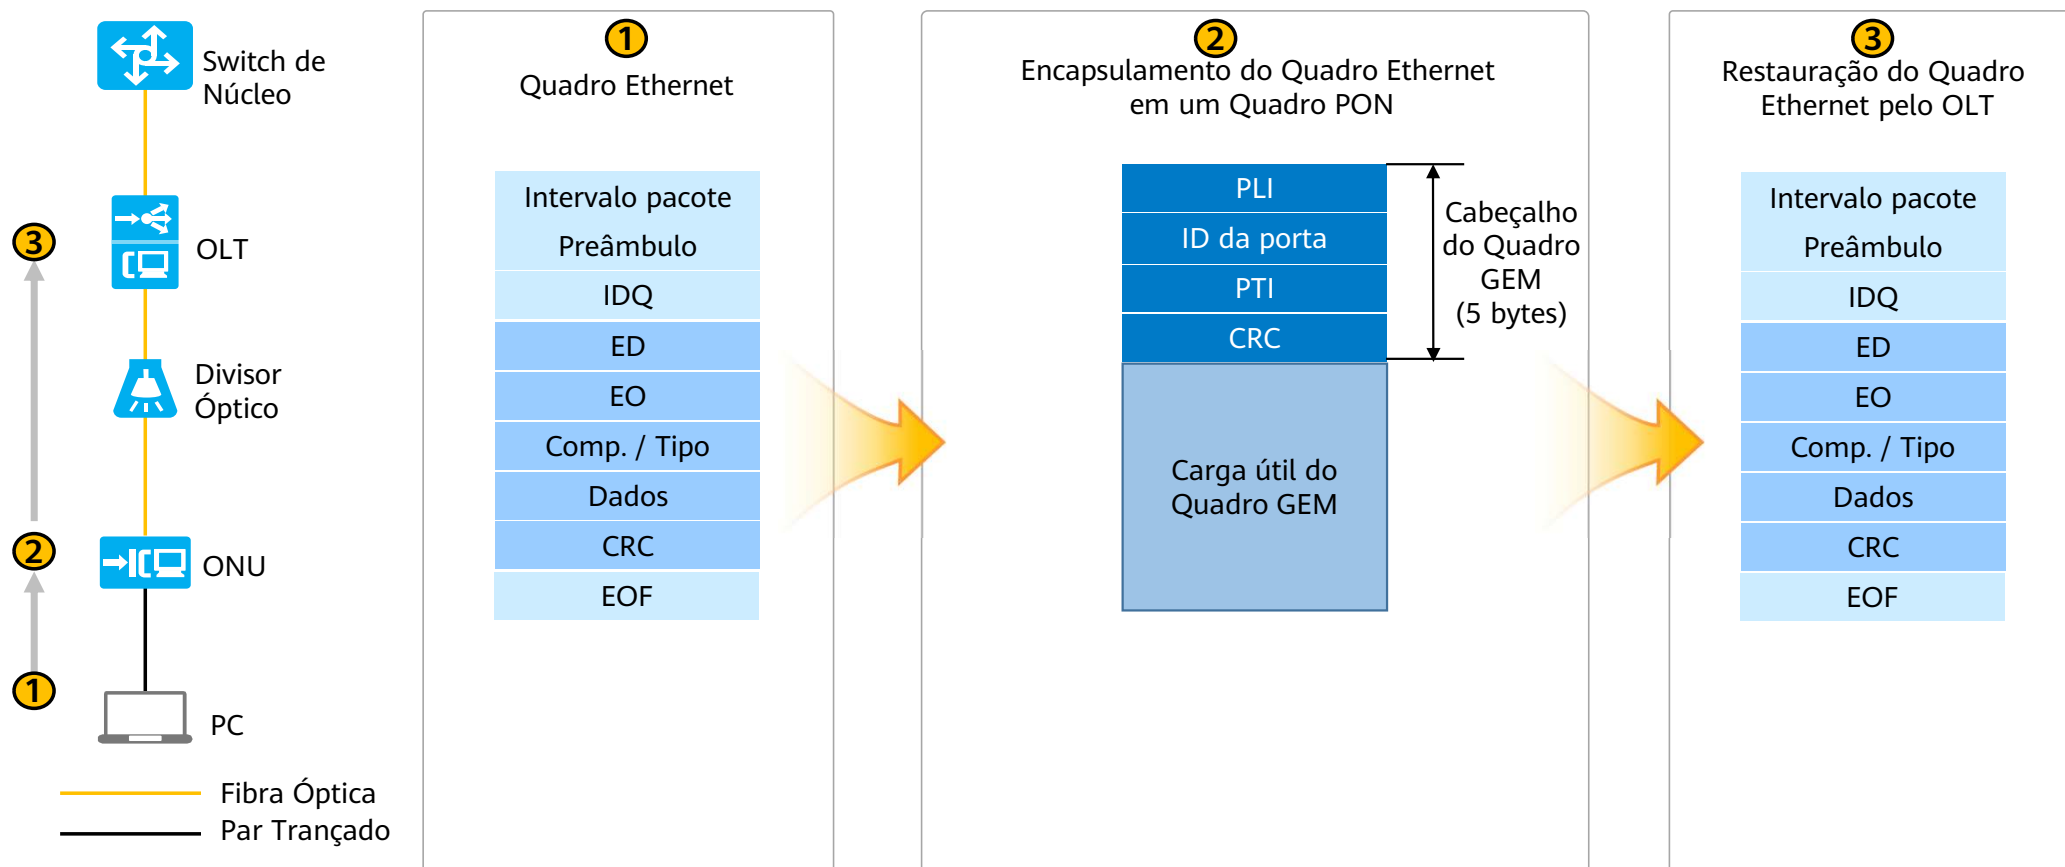 Switch de
Núcleo
3
OLT
Divisor
Óptico
2
ONU
1
PC
Fibra Óptica
Par Trançado
1
Quadro Ethernet
Intervalo pacote
Preâmbulo
IDQ
ED
EO
Comp. / Tipo
Dados
CRC
EOF
2
Encapsulamento do Quadro Ethernet
em um Quadro PON
PLI
ID da porta
PTI
CRC
Cabeçalho
do Quadro
GEM
(5 bytes)
Carga útil do
Quadro GEM
3
Restauração do Quadro
Ethernet pelo OLT
Intervalo pacote
Preâmbulo
IDQ
ED
EO
Comp. / Tipo
Dados
CRC
EOF